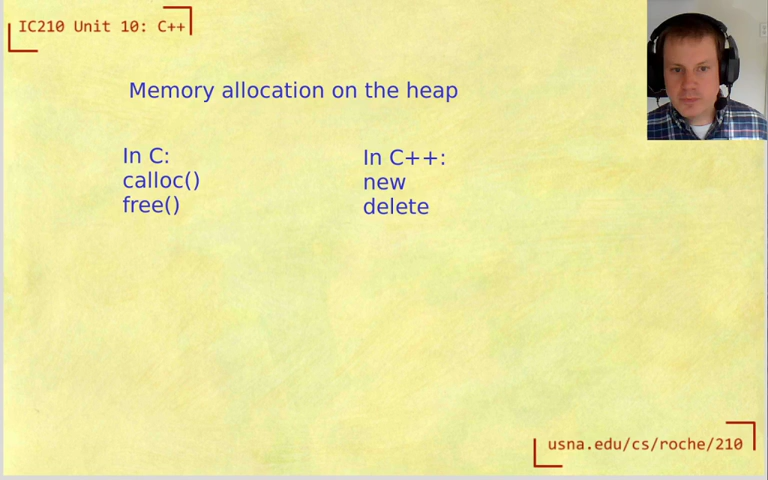 IC210 Unit 10: C++
Memory allocation on the heap
In C:
calloc()
free()
In C++:
new
delete
usna.edu/cs/roche/210